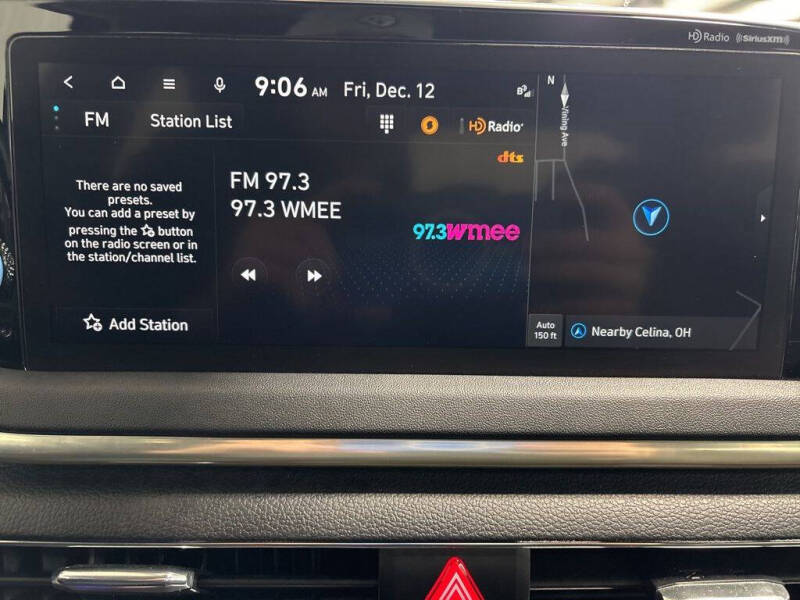 HD Radio ((SiriusXM))
9:06 AM Fri, Dec. 12
N
Vining Ave
FM Station List
HD Radio
dts
There are no saved
presets.
You can add a preset by
pressing the button
on the radio screen or in
the station/channel list.
Add Station
FM 97.3
97.3 WMEE
97.3wmee
Auto
150 ft
Nearby Celina, OH